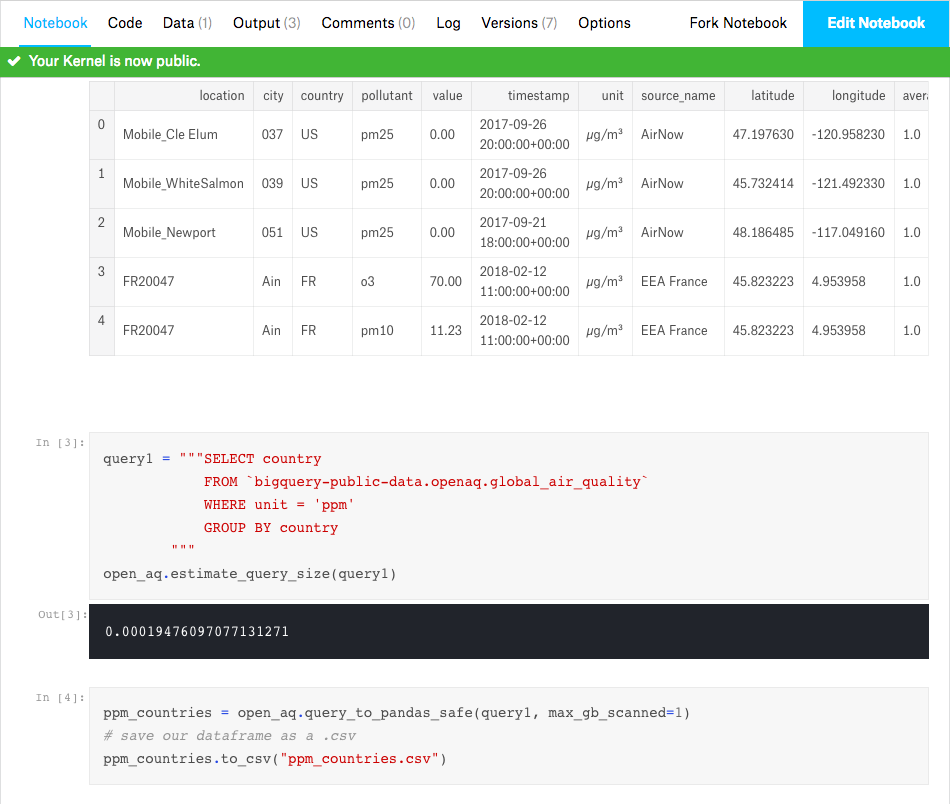 Notebook Code Data (1) Output (3) Comments (0) Log Versions (7) Options Fork Notebook Edit Notebook
Your Kernel is now public.
location city country pollutant value timestamp unit source_name latitude longitude avera
0 Mobile_Cle Elum 037 US pm25 0.00 2017-09-26 20:00:00+00:00 µg/m³ AirNow 47.197630 -120.958230 1.0
1 Mobile_WhiteSalmon 039 US pm25 0.00 2017-09-26 20:00:00+00:00 µg/m³ AirNow 45.732414 -121.492330 1.0
2 Mobile_Newport 051 US pm25 0.00 2017-09-21 18:00:00+00:00 µg/m³ AirNow 48.186485 -117.049160 1.0
3 FR20047 Ain FR o3 70.00 2018-02-12 11:00:00+00:00 µg/m³ EEA France 45.823223 4.953958 1.0
4 FR20047 Ain FR pm10 11.23 2018-02-12 11:00:00+00:00 µg/m³ EEA France 45.823223 4.953958 1.0
In [3]:
query1 = """SELECT country
FROM `bigquery-public-data.openaq.global_air_quality`
WHERE unit = 'ppm'
GROUP BY country
"""
open_aq.estimate_query_size(query1)
Out[3]:
0.00019476097077131271
In [4]:
ppm_countries = open_aq.query_to_pandas_safe(query1, max_gb_scanned=1)
# save our dataframe as a .csv
ppm_countries.to_csv("ppm_countries.csv")